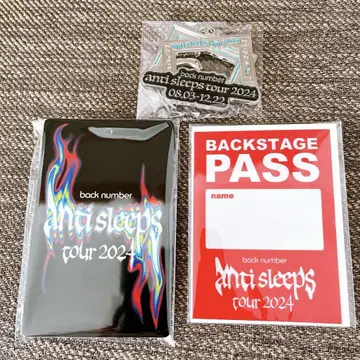 back number
anti sleeps tour 2024
08.03-12.22
back number
anti sleeps
tour 2024
BACKSTAGE
PASS
name
back number
anti sleeps
tour 2024